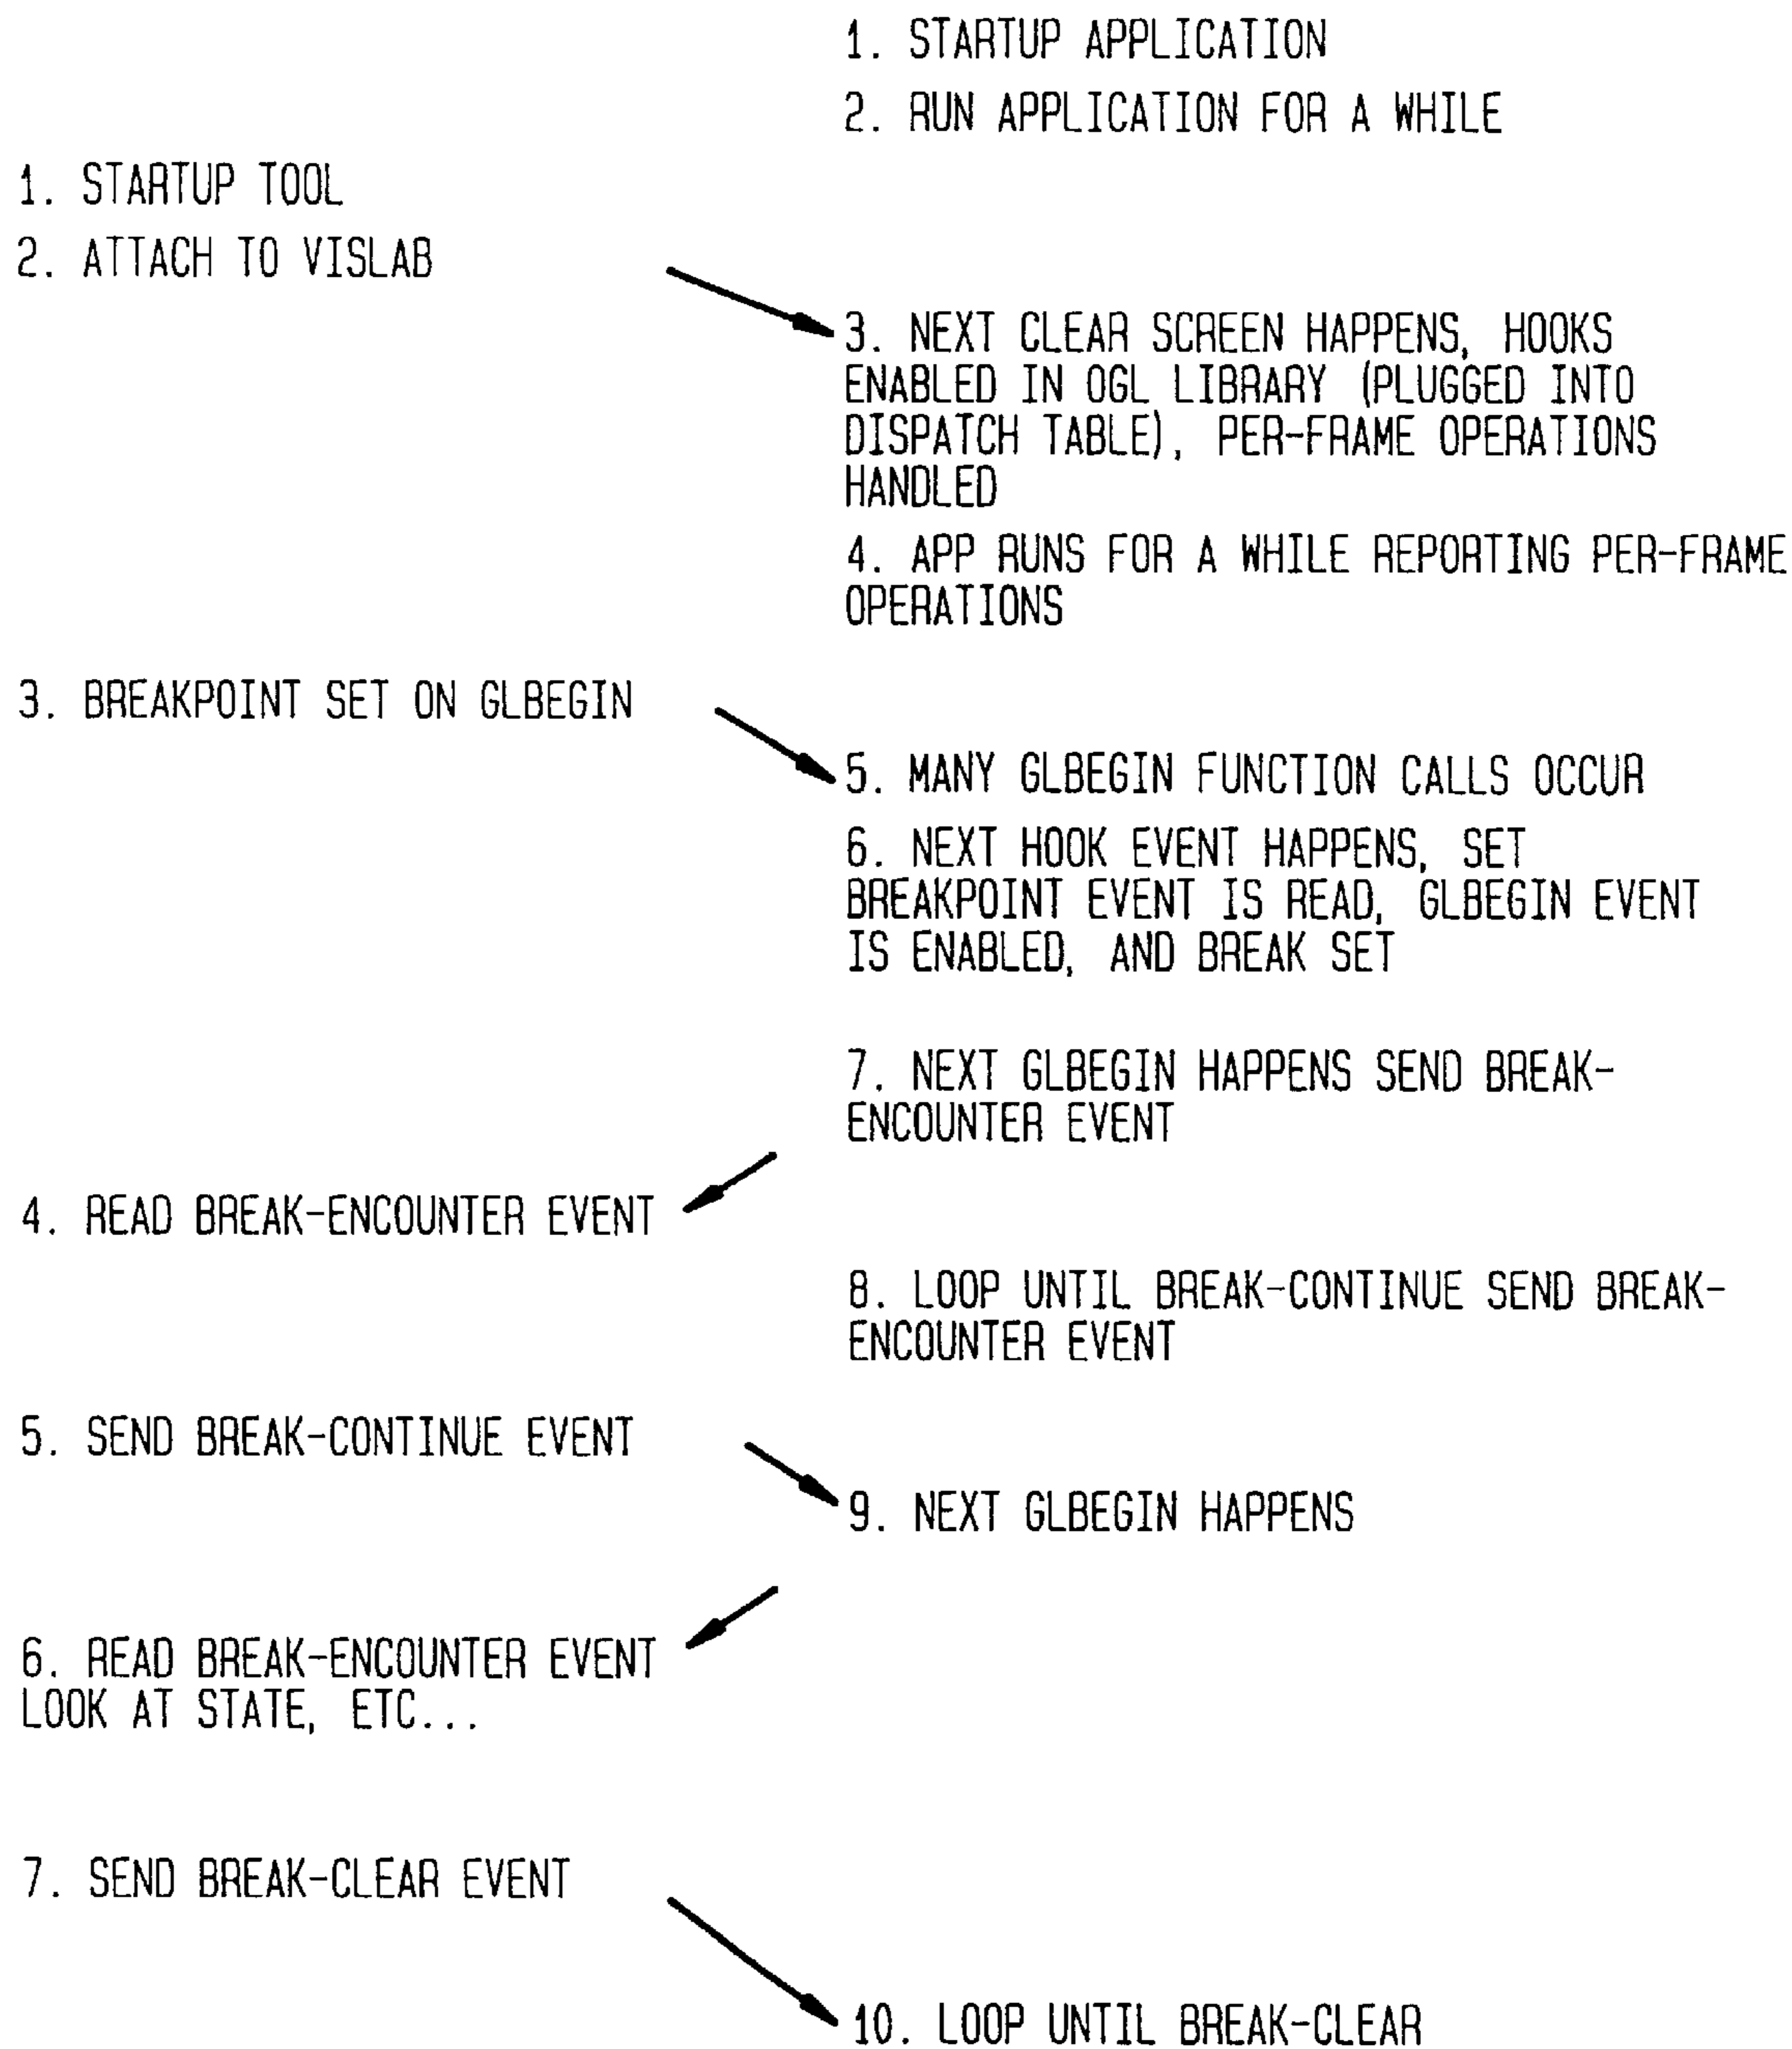 1. STARTUP APPLICATION
2. RUN APPLICATION FOR A WHILE
1. STARTUP TOOL
2. ATTACH TO VISLAB
3. NEXT CLEAR SCREEN HAPPENS, HOOKS
ENABLED IN OGL LIBRARY (PLUGGED INTO
DISPATCH TABLE), PER-FRAME OPERATIONS
HANDLED
4. APP RUNS FOR A WHILE REPORTING PER-FRAME
OPERATIONS
3. BREAKPOINT SET ON GLBEGIN
5. MANY GLBEGIN FUNCTION CALLS OCCUR
6. NEXT HOOK EVENT HAPPENS, SET
BREAKPOINT EVENT IS READ, GLBEGIN EVENT
IS ENABLED, AND BREAK SET
7. NEXT GLBEGIN HAPPENS SEND BREAK-
ENCOUNTER EVENT
4. READ BREAK-ENCOUNTER EVENT
8. LOOP UNTIL BREAK-CONTINUE SEND BREAK-
ENCOUNTER EVENT
5. SEND BREAK-CONTINUE EVENT
9. NEXT GLBEGIN HAPPENS
6. READ BREAK-ENCOUNTER EVENT
LOOK AT STATE, ETC...
7. SEND BREAK-CLEAR EVENT
10. LOOP UNTIL BREAK-CLEAR